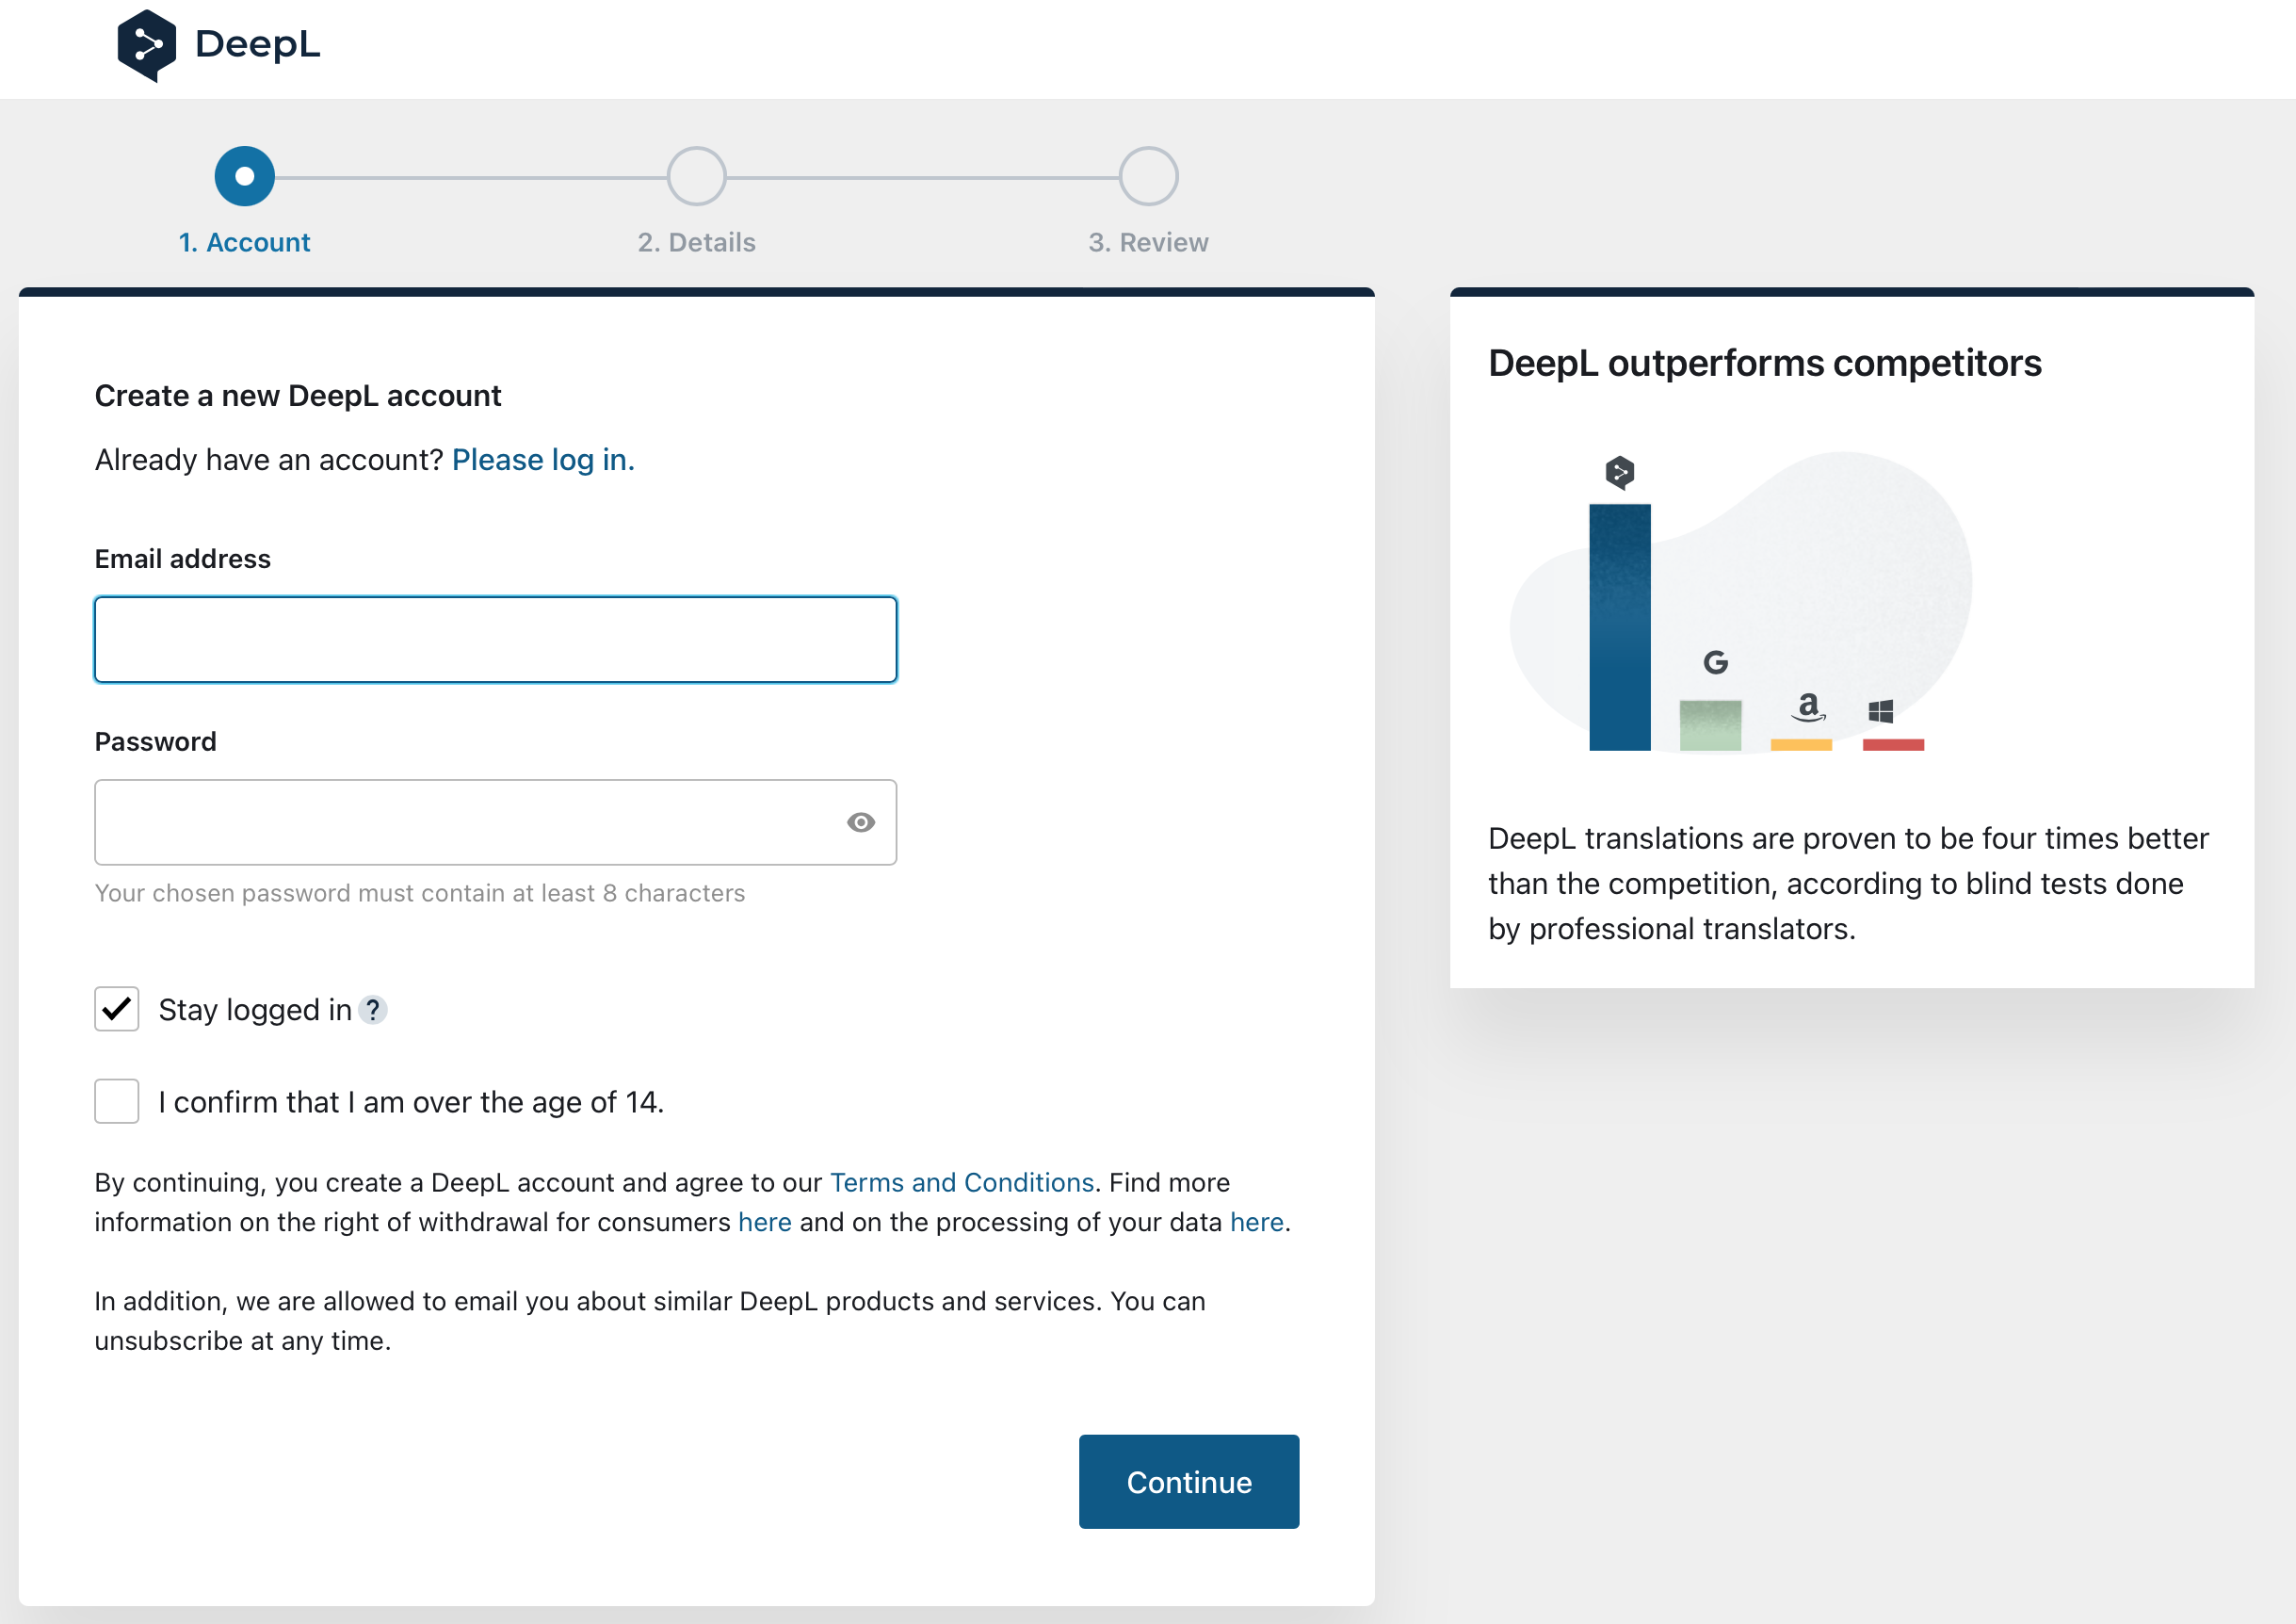 DeepL
1. Account
2. Details
3. Review
Create a new DeepL account
Already have an account? Please log in.
Email address
Password
Your chosen password must contain at least 8 characters
Stay logged in ?
I confirm that I am over the age of 14.
By continuing, you create a DeepL account and agree to our Terms and Conditions. Find more
information on the right of withdrawal for consumers here and on the processing of your data here.
In addition, we are allowed to email you about similar DeepL products and services. You can
unsubscribe at any time.
Continue
DeepL outperforms competitors
G
a
DeepL translations are proven to be four times better
than the competition, according to blind tests done
by professional translators.